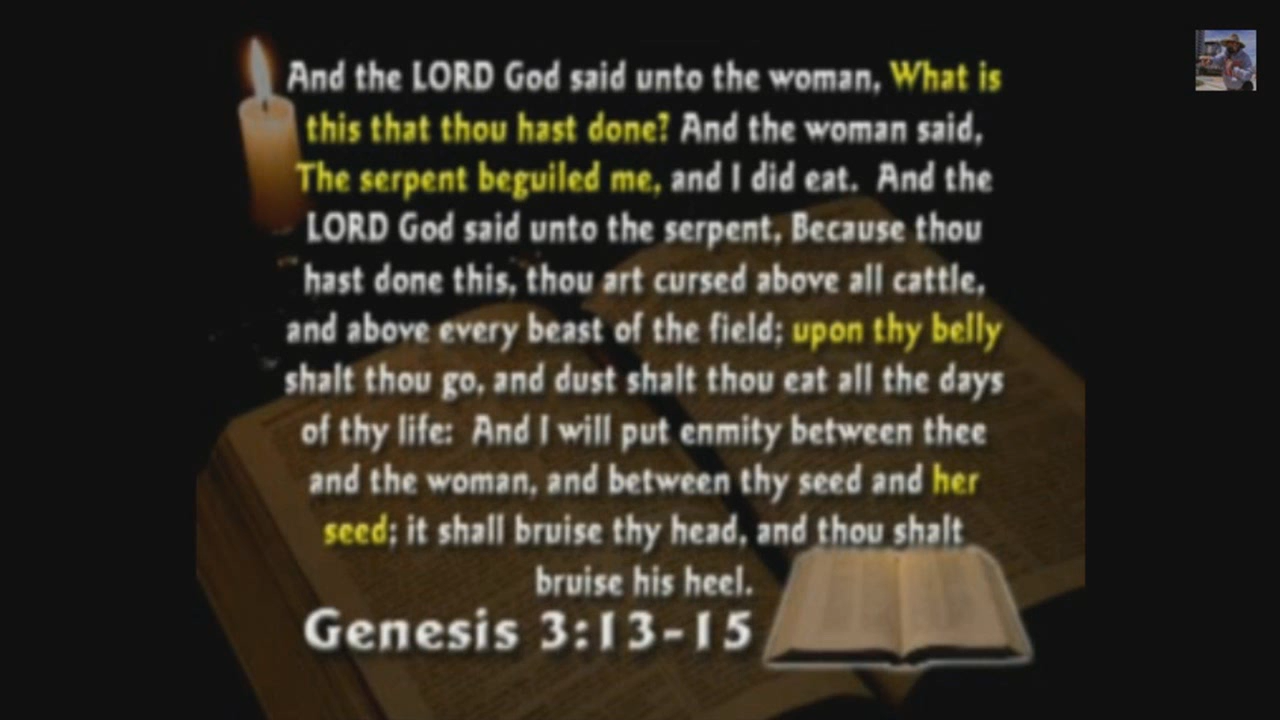 And the LORD God said unto the woman, What is
this that thou hast done? And the woman said,
The serpent beguiled me, and I did eat. And the
LORD God said unto the serpent, Because thou
hast done this, thou art cursed above all cattle,
and above every beast of the field; upon thy belly
shalt thou go, and dust shalt thou eat all the days
of thy life: And I will put enmity between thee
and the woman, and between thy seed and her
seed; it shall bruise thy head, and thou shalt
bruise his heel.
Genesis 3:13-15